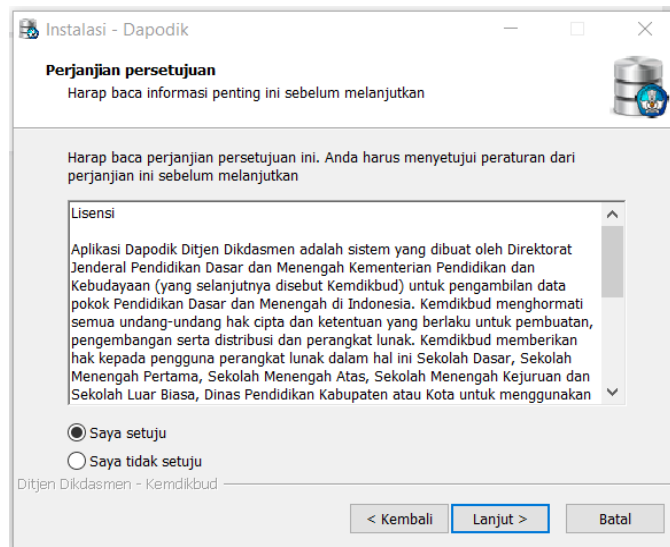 Instalasi - Dapodik
Perjanjian persetujuan
Harap baca informasi penting ini sebelum melanjutkan
Harap baca perjanjian persetujuan ini. Anda harus menyetujui peraturan dari
perjanjian ini sebelum melanjutkan
Lisensi
Aplikasi Dapodik Ditjen Dikdasmen adalah sistem yang dibuat oleh Direktorat
Jenderal Pendidikan Dasar dan Menengah Kementerian Pendidikan dan
Kebudayaan (yang selanjutnya disebut Kemdikbud) untuk pengambilan data
pokok Pendidikan Dasar dan Menengah di Indonesia. Kemdikbud menghormati
semua undang-undang hak cipta dan ketentuan yang berlaku untuk pembuatan,
pengembangan serta distribusi dan perangkat lunak. Kemdikbud memberikan
hak kepada pengguna perangkat lunak dalam hal ini Sekolah Dasar, Sekolah
Menengah Pertama, Sekolah Menengah Atas, Sekolah Menengah Kejuruan dan
Sekolah Luar Biasa, Dinas Pendidikan Kabupaten atau Kota untuk menggunakan
Saya setuju
Saya tidak setuju
Ditjen Dikdasmen - Kemdikbud
< Kembali
Lanjut >
Batal